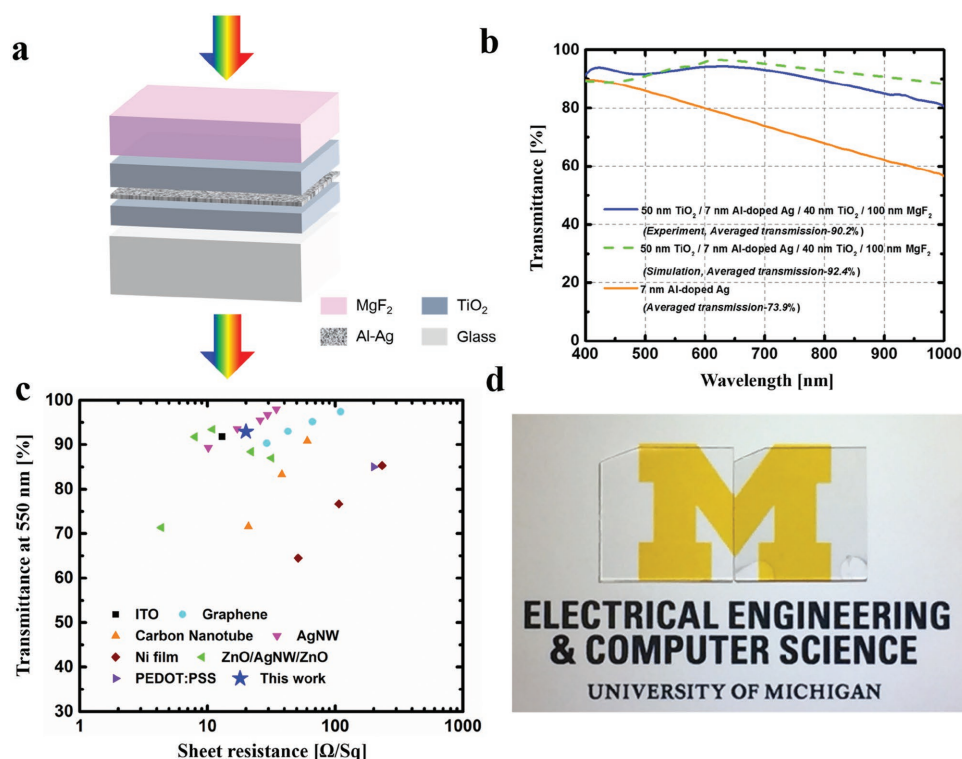 a
MgF₂
TiO₂
Al-Ag
Glass
b
Transmittance [%]
100
80
60
40
20
0
50 nm TiO₂ / 7 nm Al-doped Ag / 40 nm TiO₂ / 100 nm MgF₂
(Experiment, Averaged transmission-90.2%)
50 nm TiO₂ / 7 nm Al-doped Ag / 40 nm TiO₂ / 100 nm MgF₂
(Simulation, Averaged transmission-92.4%)
7 nm Al-doped Ag
(Averaged transmission-73.9%)
400 500 600 700 800 900 1000
Wavelength [nm]
c
Transmittance at 550 nm [%]
100
90
80
70
60
50
40
30
ITO
Graphene
Carbon Nanotube
AgNW
Ni film
ZnO/AgNW/ZnO
PEDOT:PSS
This work
1 10 100 1000
Sheet resistance [Ω/Sq]
d
M
ELECTRICAL ENGINEERING
& COMPUTER SCIENCE
UNIVERSITY OF MICHIGAN